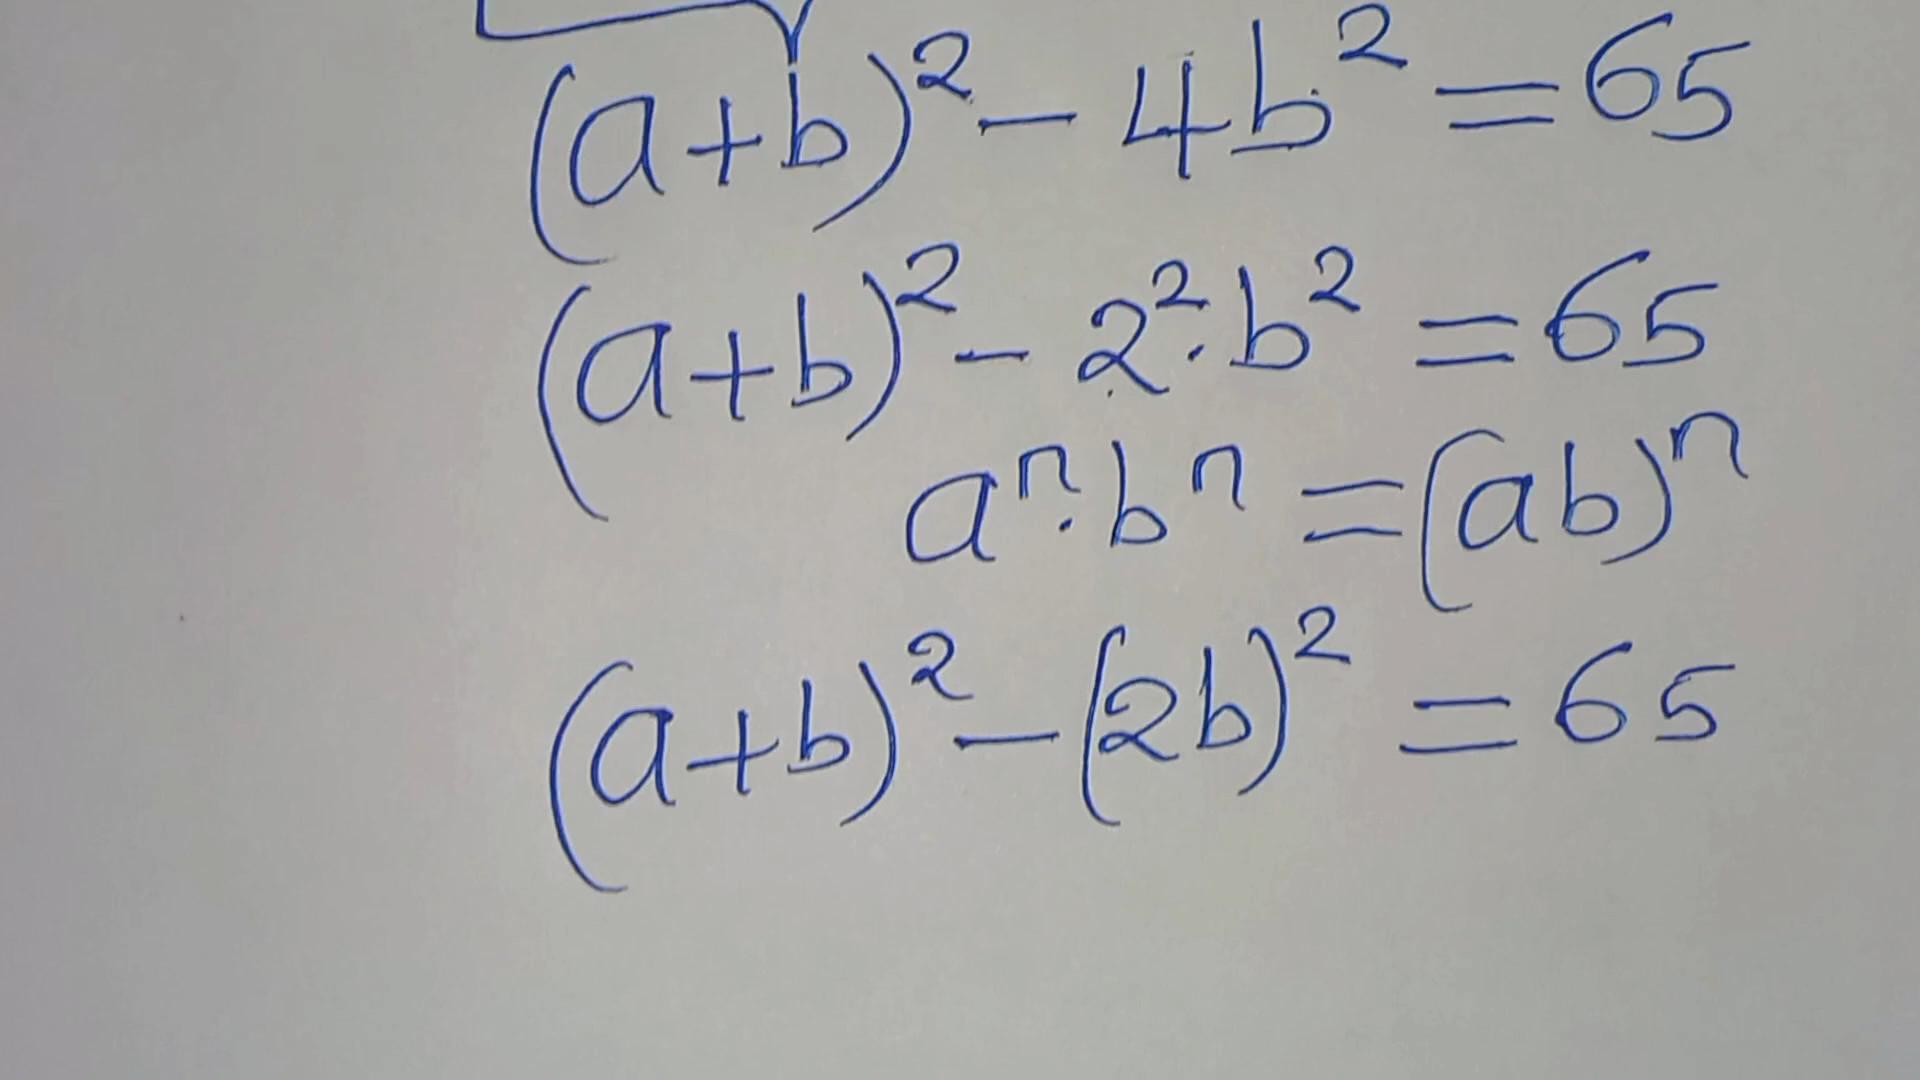 (a+b)² - 4b² = 65
(a+b)² - 2²·b² = 65
aⁿ·bⁿ = (ab)ⁿ
(a+b)² - (2b)² = 65